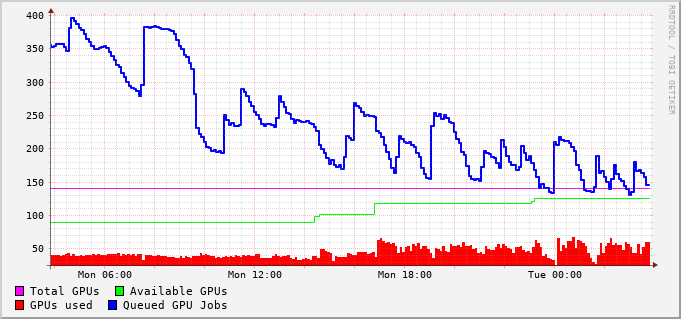 400
350
300
250
200
150
100
50
Mon 06:00 Mon 12:00 Mon 18:00 Tue 00:00
Total GPUs Available GPUs
GPUs used Queued GPU Jobs
RRDTOOL / TOBI OETIKER